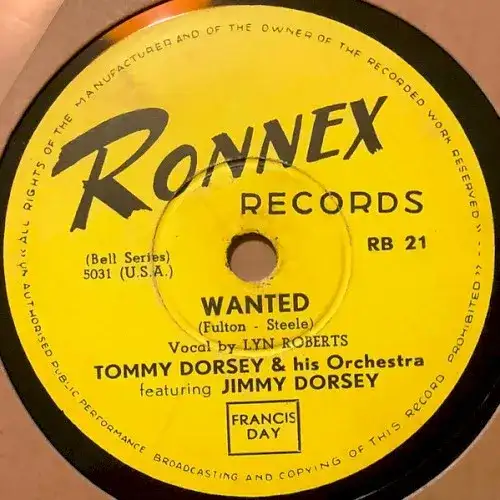 »ALL RIGHTS OF THE MANUFACTURER AND OF THE OWNER OF THE RECORDED WORK RESERVED«
RONNEX
RECORDS
RB 21
(Bell Series)
5031 (U.S.A.)
WANTED
(Fulton - Steele)
Vocal by LYN ROBERTS
TOMMY DORSEY & his Orchestra
featuring JIMMY DORSEY
FRANCIS
DAY
»UNAUTHORISED PUBLIC PERFORMANCE BROADCASTING AND COPYING OF THIS RECORD PROHIBITED«